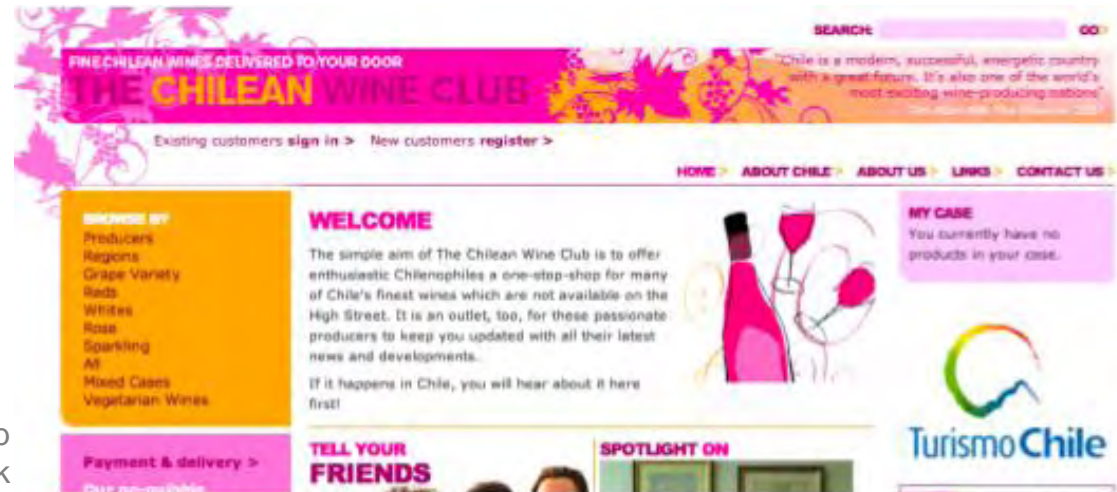 SEARCH: GO >
FINE CHILEAN WINES DELIVERED TO YOUR DOOR
THE CHILEAN WINE CLUB
"Chile is a modern, successful, energetic country
with a great future. It's also one of the world's
most exciting wine-producing nations"
Existing customers sign in > New customers register >
HOME > ABOUT CHILE > ABOUT US > LINKS > CONTACT US >
BROWSE BY
Producers
Regions
Grape Variety
Reds
Whites
Rose
Sparkling
All
Mixed Cases
Vegetarian Wines
Payment & delivery >
WELCOME
The simple aim of The Chilean Wine Club is to offer
enthusiastic Chilenophiles a one-stop-shop for many
of Chile's finest wines which are not available on the
High Street. It is an outlet, too, for these passionate
producers to keep you updated with all their latest
news and developments.
If it happens in Chile, you will hear about it here
first!
TELL YOUR
FRIENDS
SPOTLIGHT ON
MY CASE
You currently have no
products in your case.
Turismo Chile